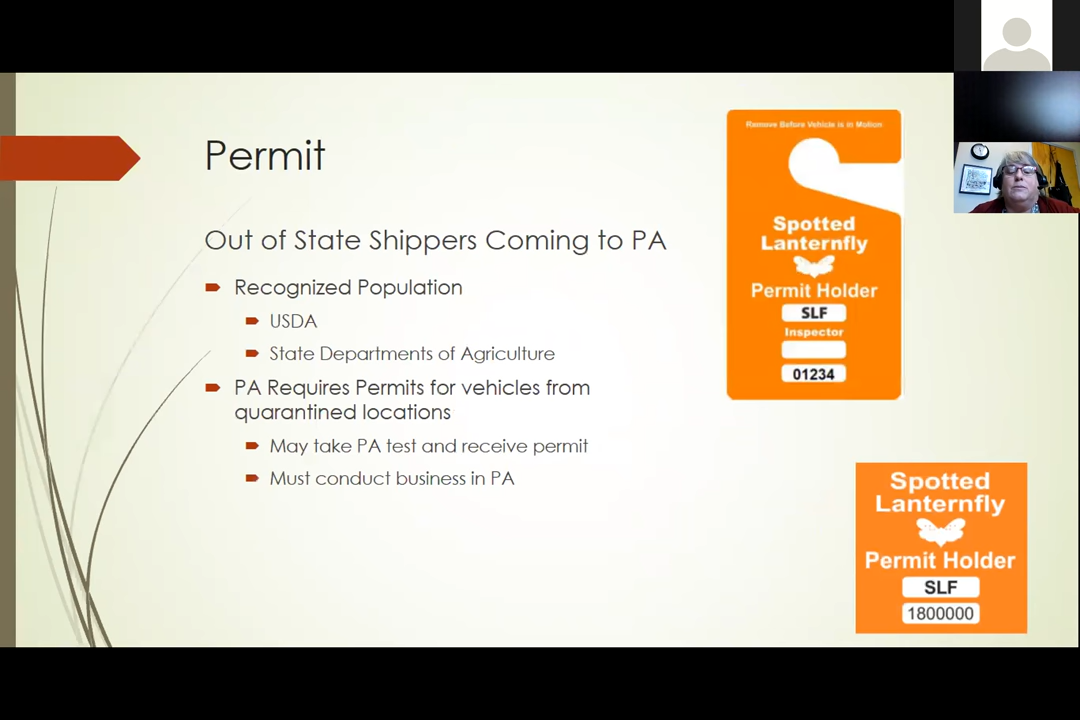 Permit
Out of State Shippers Coming to PA
Recognized Population
USDA
State Departments of Agriculture
PA Requires Permits for vehicles from
quarantined locations
May take PA test and receive permit
Must conduct business in PA
Remove Before Vehicle is in Motion
Spotted
Lanternfly
Permit Holder
SLF
Inspector
01234
Spotted
Lanternfly
Permit Holder
SLF
1800000